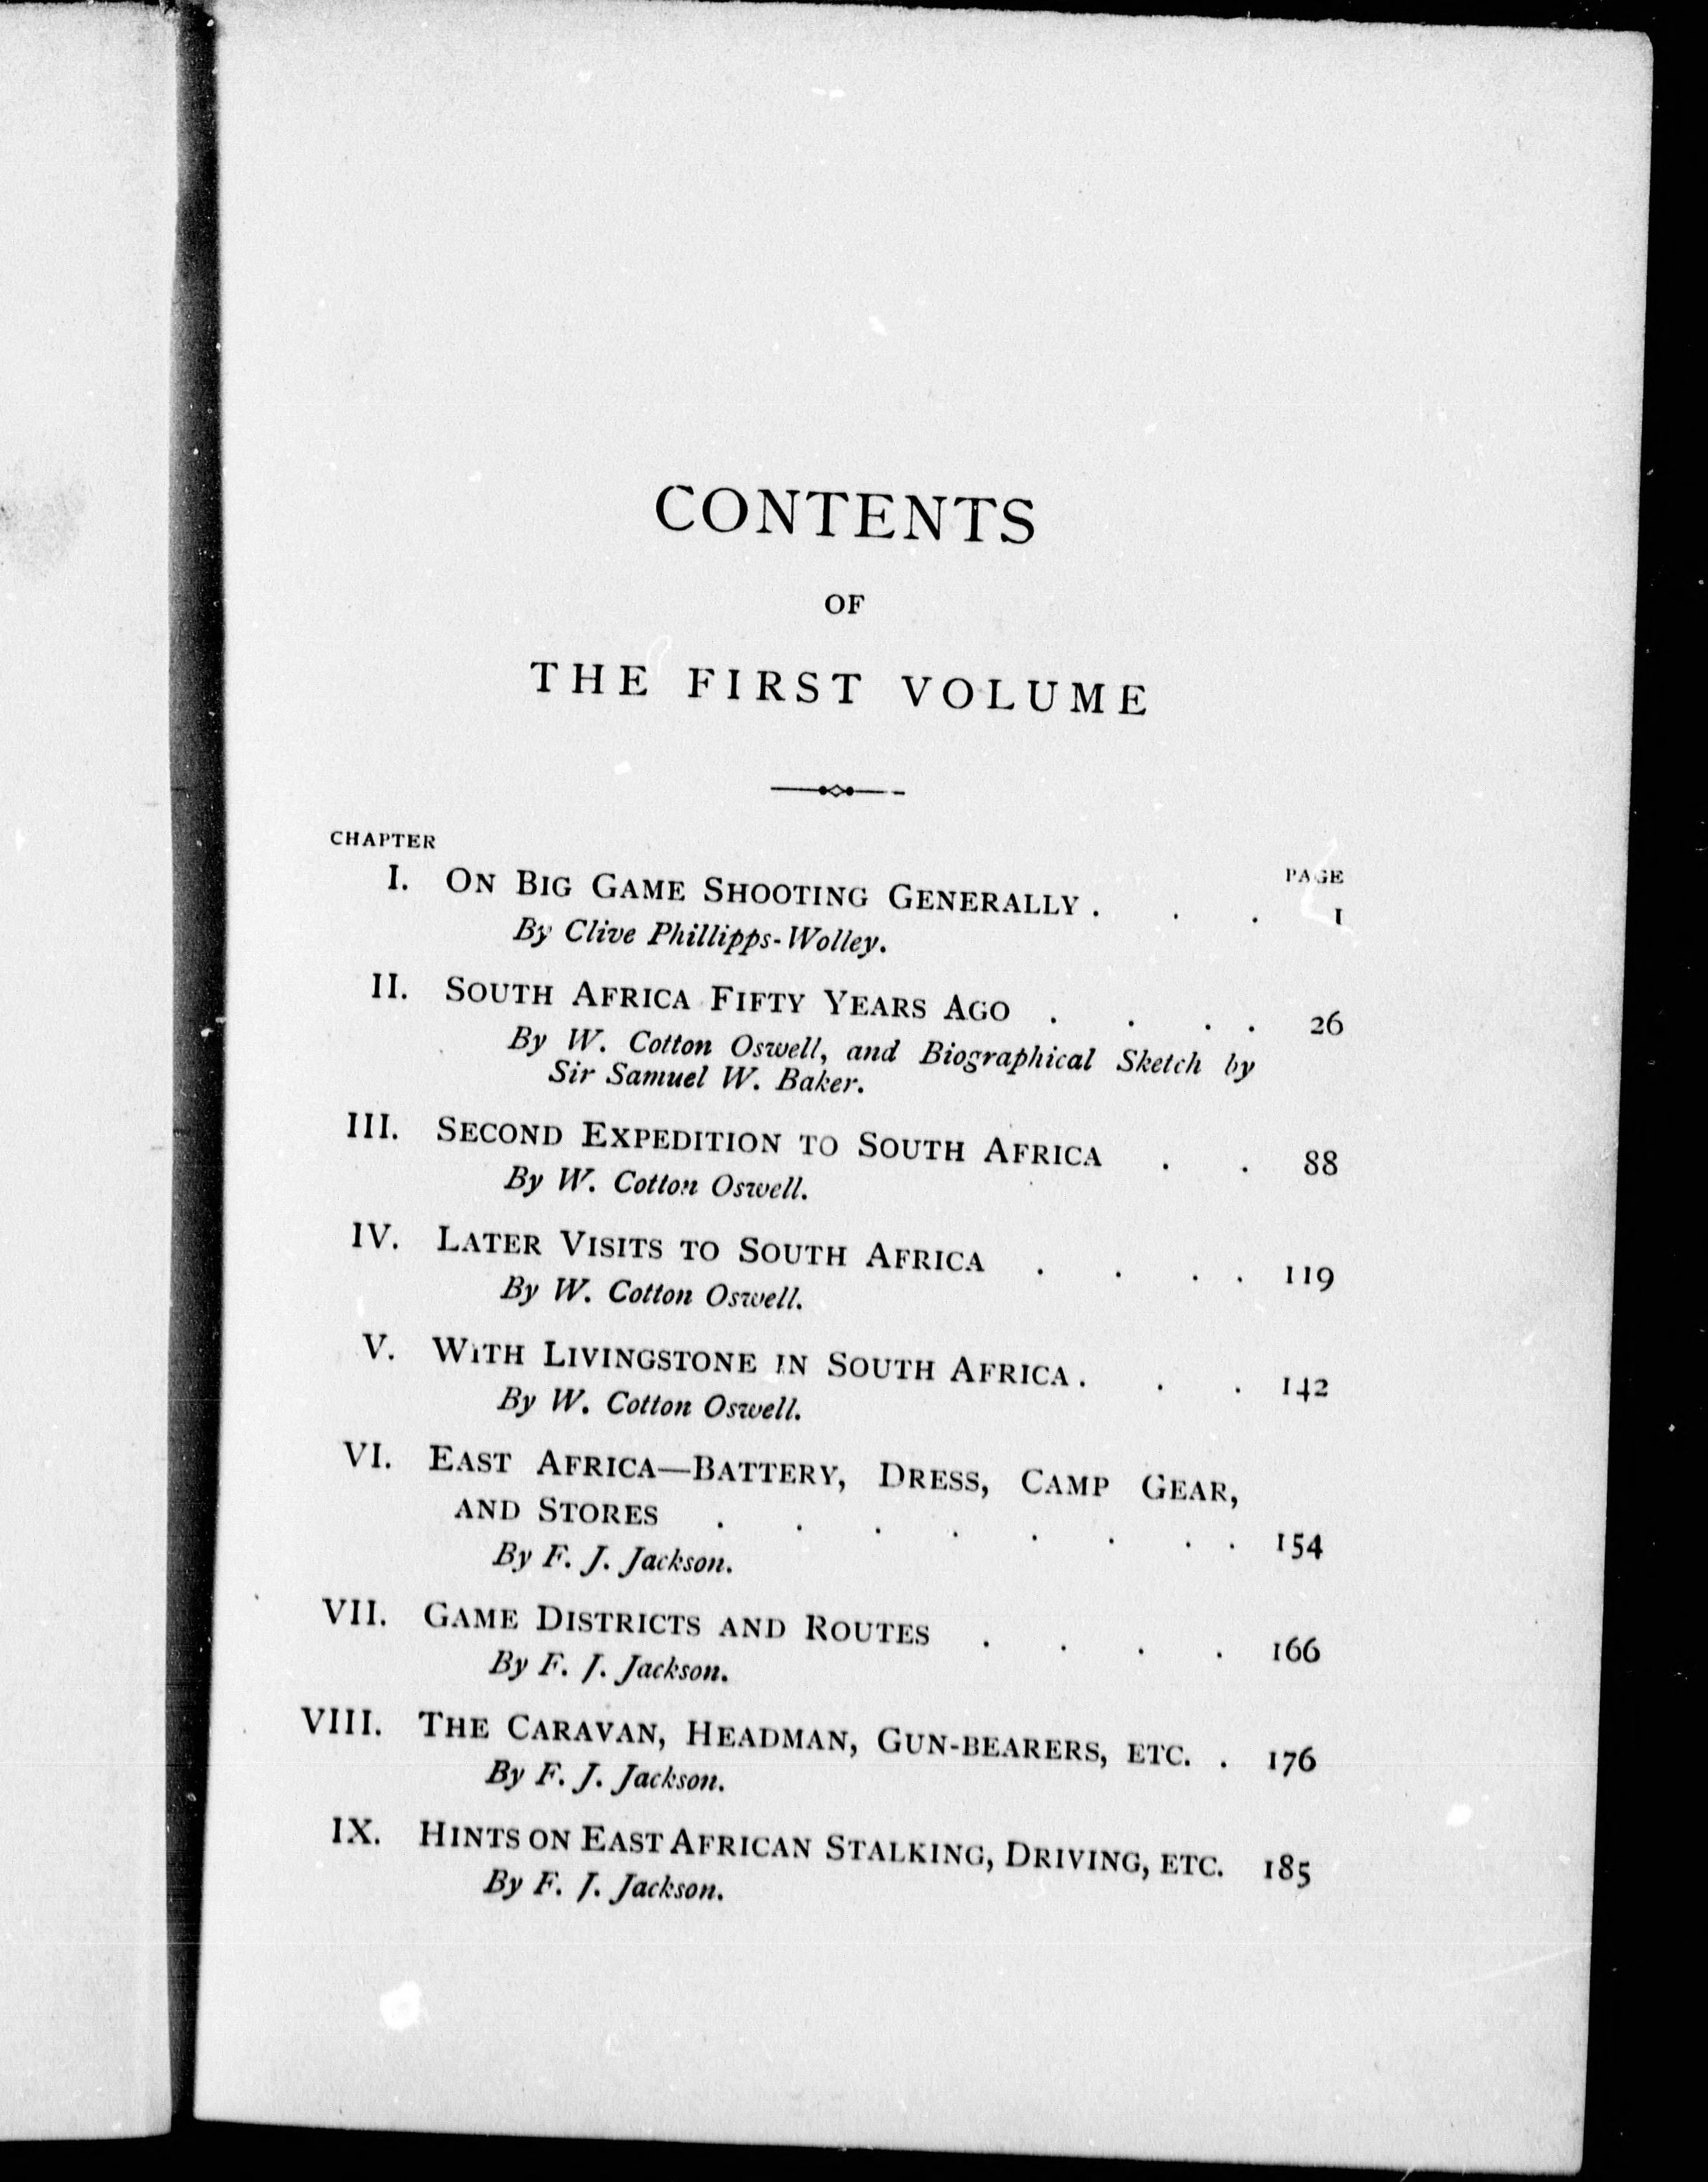 CONTENTS
OF
THE FIRST VOLUME
CHAPTER
PAGE
I. ON BIG GAME SHOOTING GENERALLY . . . 1
By Clive Phillipps-Wolley.
II. SOUTH AFRICA FIFTY YEARS AGO . . . . 26
By W. Cotton Oswell, and Biographical Sketch by
Sir Samuel W. Baker.
III. SECOND EXPEDITION TO SOUTH AFRICA . . 88
By W. Cotton Oswell.
IV. LATER VISITS TO SOUTH AFRICA . . . . 119
By W. Cotton Oswell.
V. WITH LIVINGSTONE IN SOUTH AFRICA . . . 142
By W. Cotton Oswell.
VI. EAST AFRICA—BATTERY, DRESS, CAMP GEAR,
AND STORES . . . . . . . . 154
By F. J. Jackson.
VII. GAME DISTRICTS AND ROUTES . . . . 166
By F. J. Jackson.
VIII. THE CARAVAN, HEADMAN, GUN-BEARERS, ETC. . 176
By F. J. Jackson.
IX. HINTS ON EAST AFRICAN STALKING, DRIVING, ETC. 185
By F. J. Jackson.